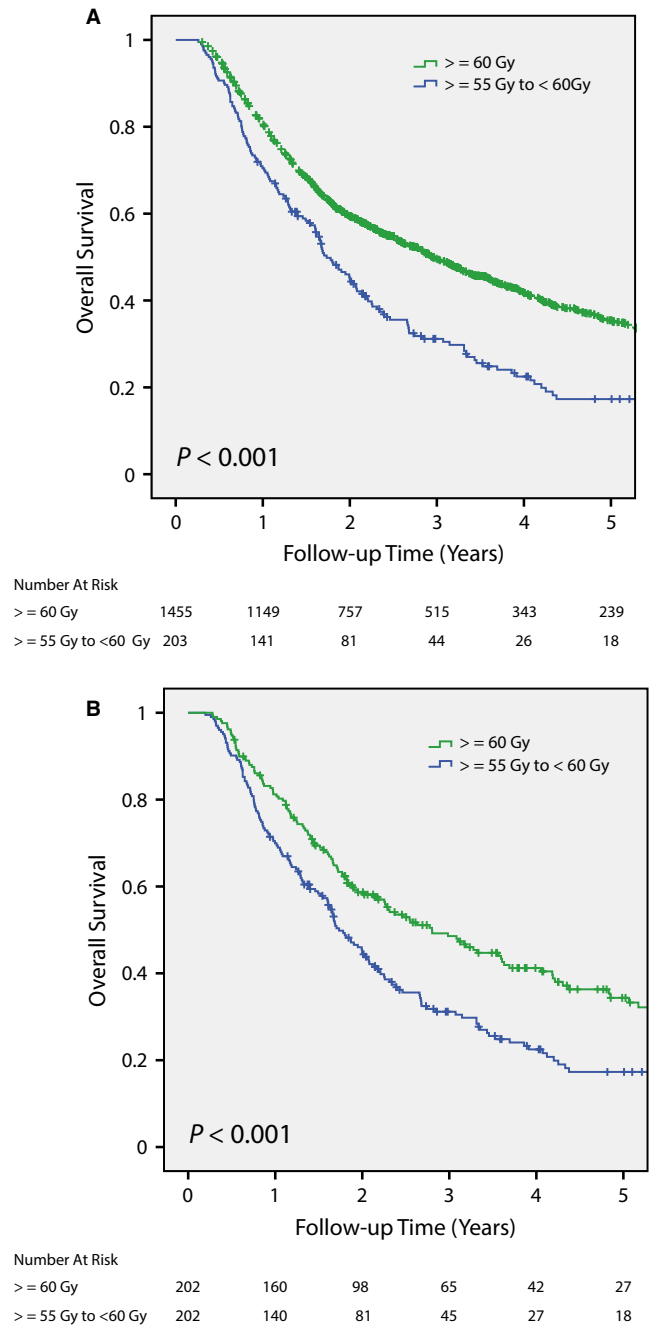 A
1
0.8
0.6
0.4
0.2
0
Overall Survival
> = 60 Gy
> = 55 Gy to < 60Gy
P < 0.001
0 1 2 3 4 5
Follow-up Time (Years)
Number At Risk
> = 60 Gy 1455 1149 757 515 343 239
> = 55 Gy to <60 Gy 203 141 81 44 26 18
B
1
0.8
0.6
0.4
0.2
0
Overall Survival
> = 60 Gy
> = 55 Gy to < 60 Gy
P < 0.001
0 1 2 3 4 5
Follow-up Time (Years)
Number At Risk
> = 60 Gy 202 160 98 65 42 27
> = 55 Gy to <60 Gy 202 140 81 45 27 18